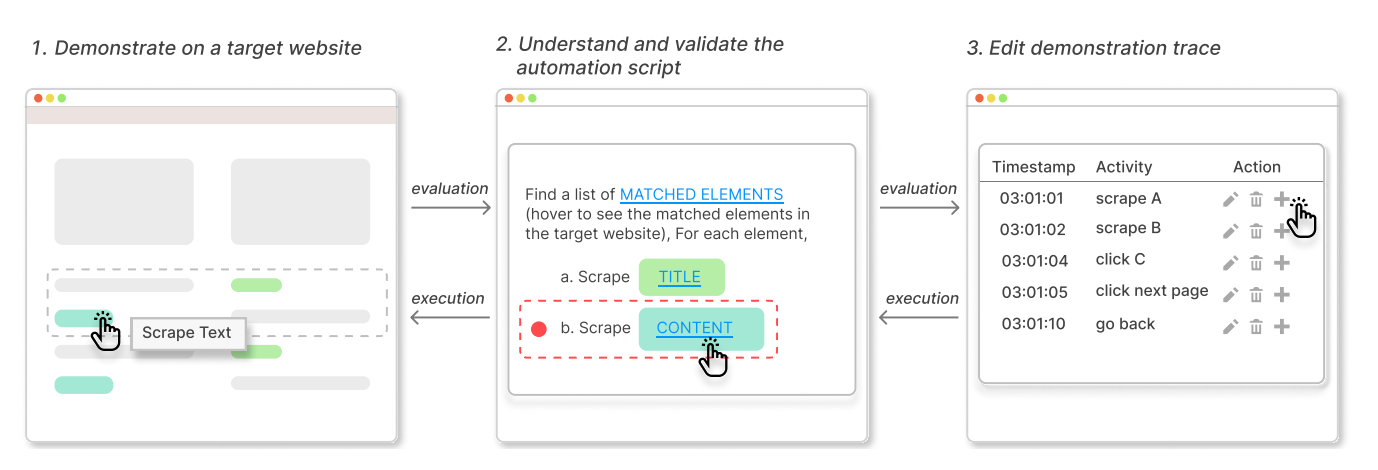 1. Demonstrate on a target website
2. Understand and validate the
automation script
3. Edit demonstration trace
Scrape Text
evaluation
execution
Find a list of MATCHED ELEMENTS
(hover to see the matched elements in
the target website), For each element,
a. Scrape TITLE
b. Scrape CONTENT
evaluation
execution
Timestamp Activity Action
03:01:01 scrape A
03:01:02 scrape B
03:01:04 click C
03:01:05 click next page
03:01:10 go back